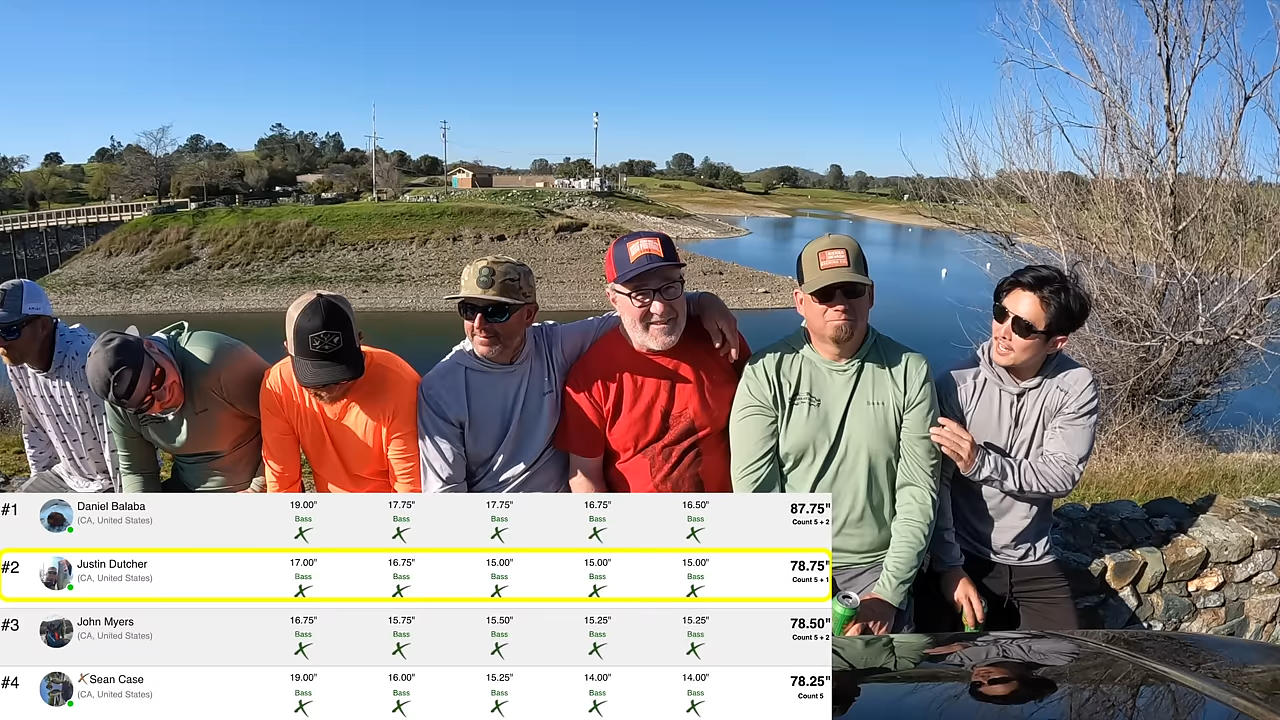 #1 Daniel Balaba 19.00" 17.75" 17.75" 16.75" 16.50" 87.75"
(CA, United States) Bass Bass Bass Bass Bass Count 5 + 2
#2 Justin Dutcher 17.00" 16.75" 15.00" 15.00" 15.00" 78.75"
(CA, United States) Bass Bass Bass Bass Bass Count 5 + 1
#3 John Myers 16.75" 15.75" 15.50" 15.25" 15.25" 78.50"
(CA, United States) Bass Bass Bass Bass Bass Count 5 + 2
#4 Sean Case 19.00" 16.00" 15.25" 14.00" 14.00" 78.25"
(CA, United States) Bass Bass Bass Bass Bass Count 5